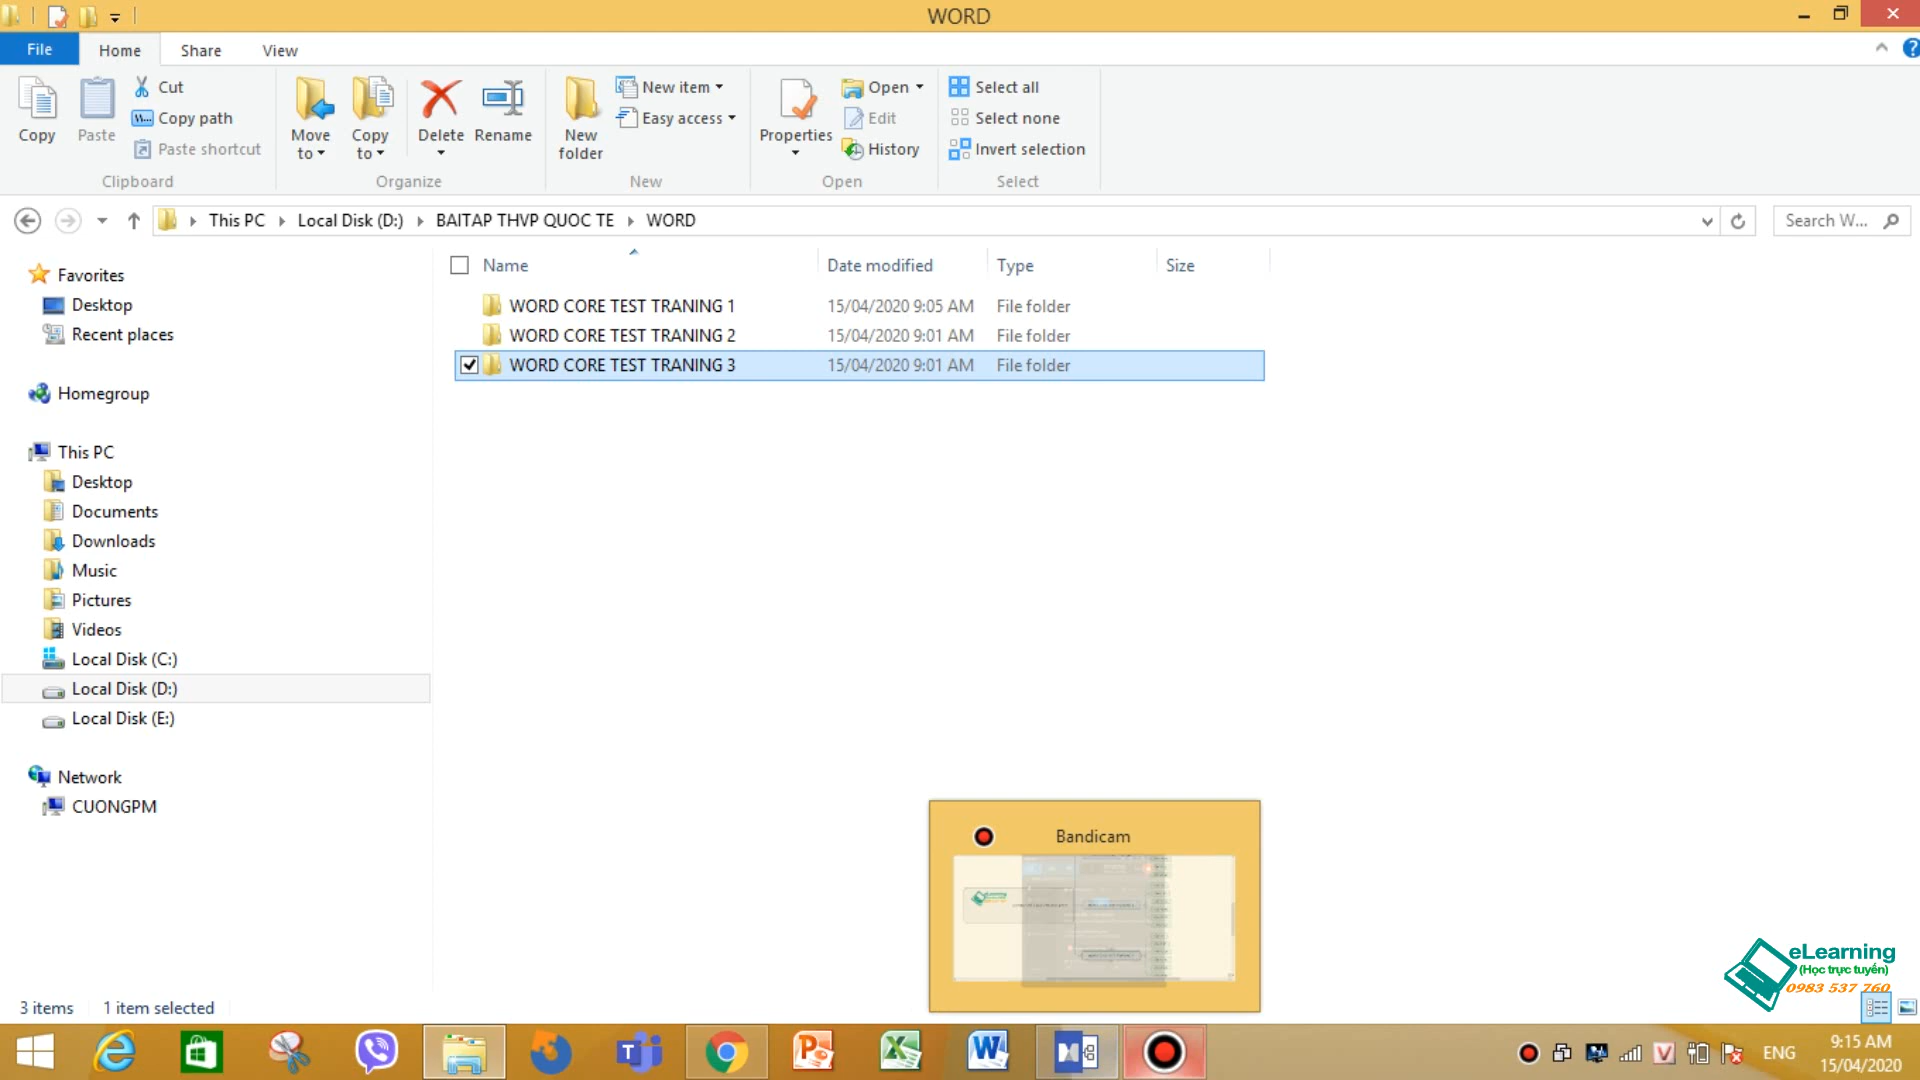 WORD
File Home Share View
Copy Paste Cut Copy path Paste shortcut Move to Copy to Delete Rename New folder New item Easy access Properties Open Edit History Select all Select none Invert selection
Clipboard Organize New Open Select
This PC Local Disk (D:) BAITAP THVP QUOC TE WORD Search W...
Name Date modified Type Size
WORD CORE TEST TRANING 1 15/04/2020 9:05 AM File folder
WORD CORE TEST TRANING 2 15/04/2020 9:01 AM File folder
WORD CORE TEST TRANING 3 15/04/2020 9:01 AM File folder
Favorites
Desktop
Recent places
Homegroup
This PC
Desktop
Documents
Downloads
Music
Pictures
Videos
Local Disk (C:)
Local Disk (D:)
Local Disk (E:)
Network
CUONGPM
Bandicam
eLearning
eLearning
(Học trực tuyến)
0983 537 760
3 items 1 item selected
ENG
9:15 AM
15/04/2020